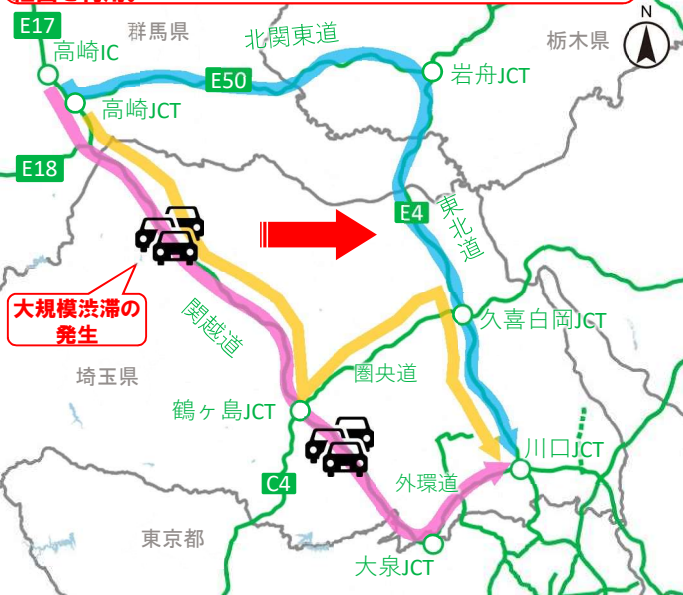 N
E17
群馬県
北関東道
栃木県
高崎IC
E50
岩舟JCT
高崎JCT
E18
E4
東北道
大規模渋滞の
発生
関越道
久喜白岡JCT
埼玉県
圏央道
鶴ヶ島JCT
川口JCT
C4
外環道
東京都
大泉JCT